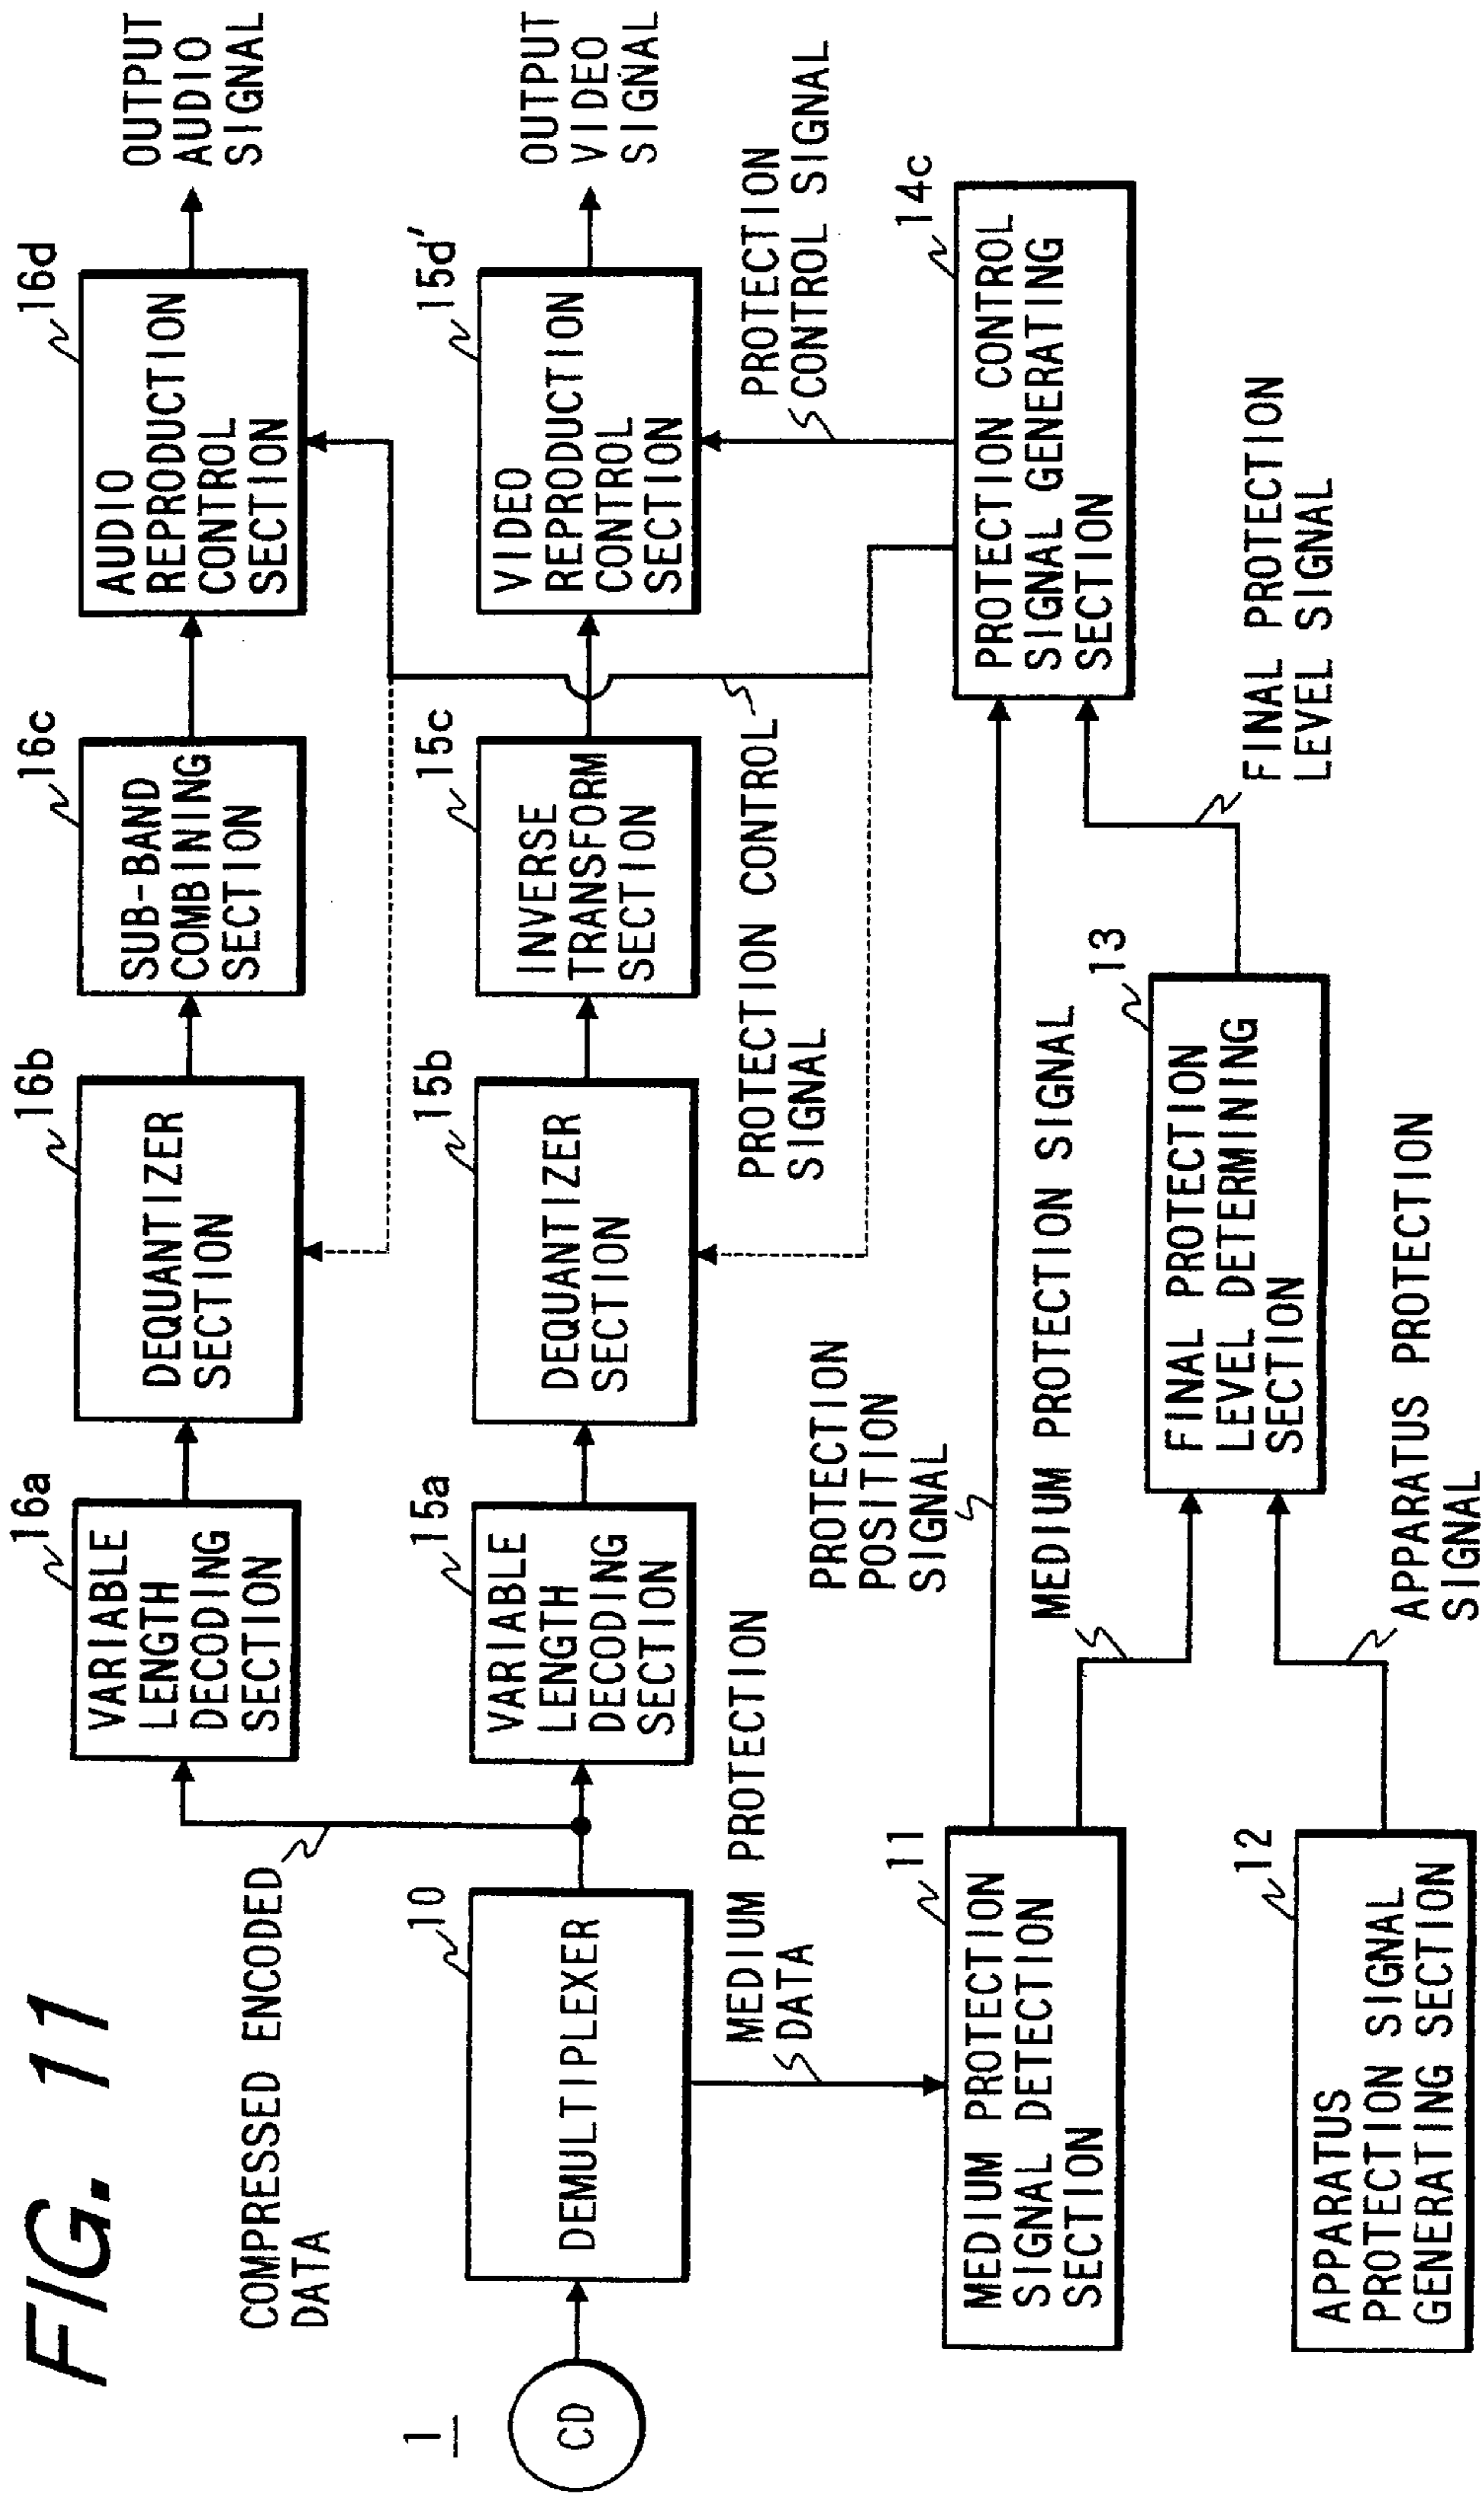 FIG. 11
COMPRESSED ENCODED
DATA
16a
VARIABLE
LENGTH
DECODING
SECTION
16b
DEQUANTIZER
SECTION
16c
SUB-BAND
COMBINING
SECTION
16d
AUDIO
REPRODUCTION
CONTROL
SECTION
OUTPUT
AUDIO
SIGNAL
1
CD
10
DEMULTIPLEXER
15a
VARIABLE
LENGTH
DECODING
SECTION
15b
DEQUANTIZER
SECTION
15c
INVERSE
TRANSFORM
SECTION
15d'
VIDEO
REPRODUCTION
CONTROL
SECTION
OUTPUT
VIDEO
SIGNAL
MEDIUM PROTECTION
DATA
PROTECTION
POSITION
SIGNAL
PROTECTION CONTROL
SIGNAL
PROTECTION
CONTROL SIGNAL
11
MEDIUM PROTECTION
SIGNAL DETECTION
SECTION
MEDIUM PROTECTION SIGNAL
14c
PROTECTION CONTROL
SIGNAL GENERATING
SECTION
13
FINAL PROTECTION
LEVEL DETERMINING
SECTION
FINAL PROTECTION
LEVEL SIGNAL
12
APPARATUS
PROTECTION SIGNAL
GENERATING SECTION
APPARATUS PROTECTION
SIGNAL